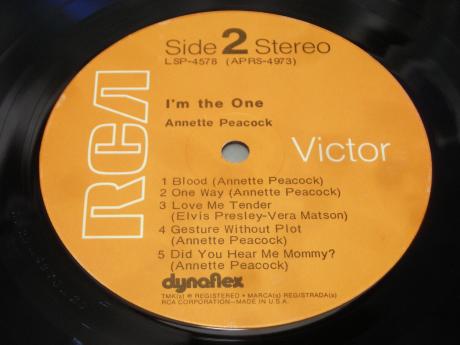 Side 2 Stereo
LSP-4578 (APRS-4973)
I'm the One
Annette Peacock
RCA
Victor
1 Blood (Annette Peacock)
2 One Way (Annette Peacock)
3 Love Me Tender
(Elvis Presley-Vera Matson)
4 Gesture Without Plot
(Annette Peacock)
5 Did You Hear Me Mommy?
(Annette Peacock)
dynaflex
TMK(s) ® REGISTERED • MARCA(s) REGISTRADA(s)
RCA CORPORATION—MADE IN U.S.A.